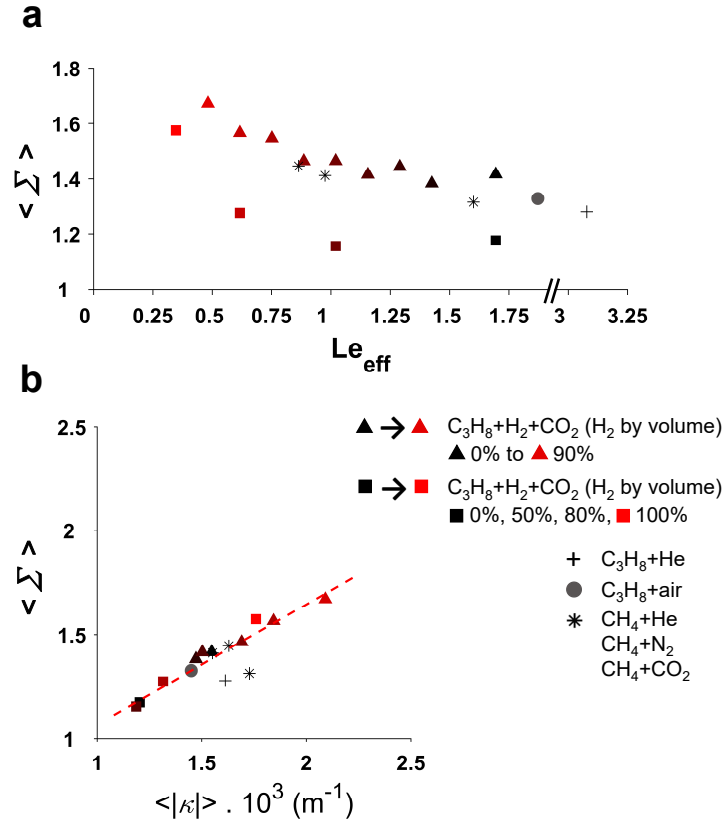 a
1.8
1.6
1.4
1.2
1
< Σ >
0 0.25 0.5 0.75 1 1.25 1.5 1.75 3 3.25
Le_eff
b
2.5
2
1.5
1
< Σ >
1 1.5 2 2.5
<|κ|> . 10³ (m⁻¹)
C₃H₈+H₂+CO₂ (H₂ by volume)
0% to 90%
C₃H₈+H₂+CO₂ (H₂ by volume)
0%, 50%, 80%, 100%
C₃H₈+He
C₃H₈+air
CH₄+He
CH₄+N₂
CH₄+CO₂